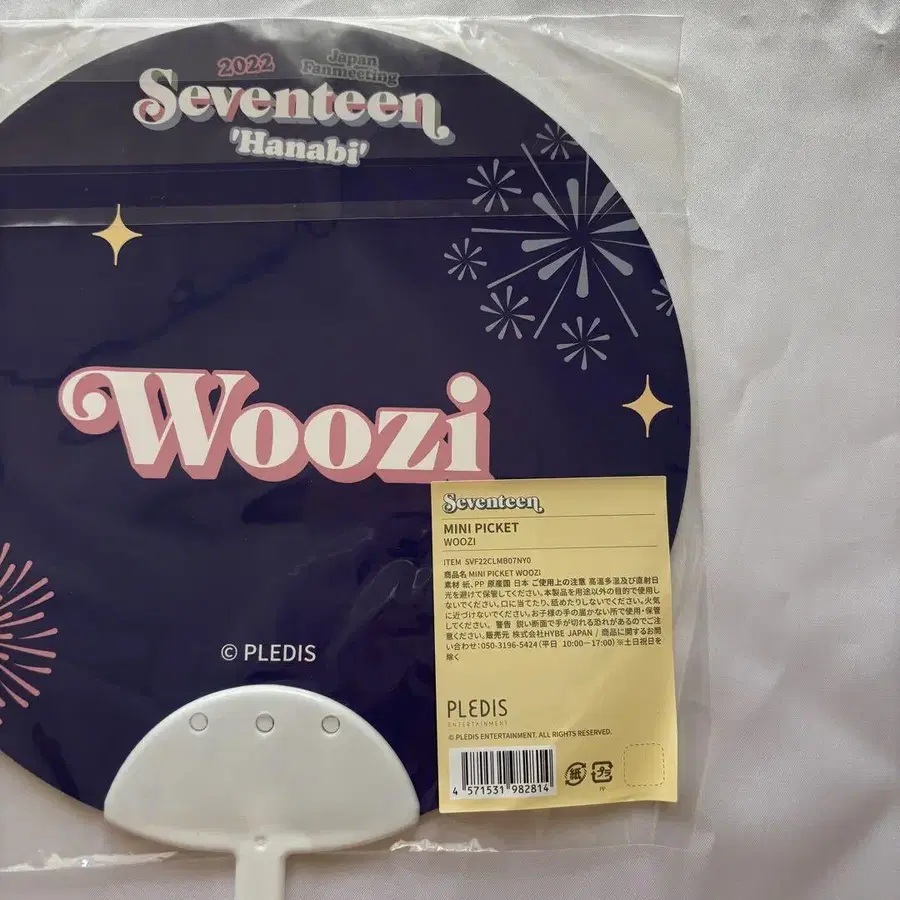 2022
Japan
Fanmeeting
Seventeen
'Hanabi'
Woozi
© PLEDIS
Seventeen
MINI PICKET
WOOZI
ITEM SVF22CLMB07NY0
商品名 MINI PICKET WOOZI
素材 紙、PP 原産国 日本 ご使用上の注意 高温多湿及び直射日
光を避けて保管してください。本製品を用途以外の目的で使用し
ないでください。口に当てたり、舐めたりしないでください。火気
に近づけないでください。お子様の手の届かない所で使用・保管
してください。 警告 鋭い断面で手が切れる恐れがあるのでご注
意ください。販売元 株式会社HYBE JAPAN / 商品に関するお問
い合わせ:050-3196-5424(平日 10:00ー17:00)※土日祝日を
除く
PLEDIS
ENTERTAINMENT
© PLEDIS ENTERTAINMENT. ALL RIGHTS RESERVED.
4 571531 982814
紙
プラ
PP